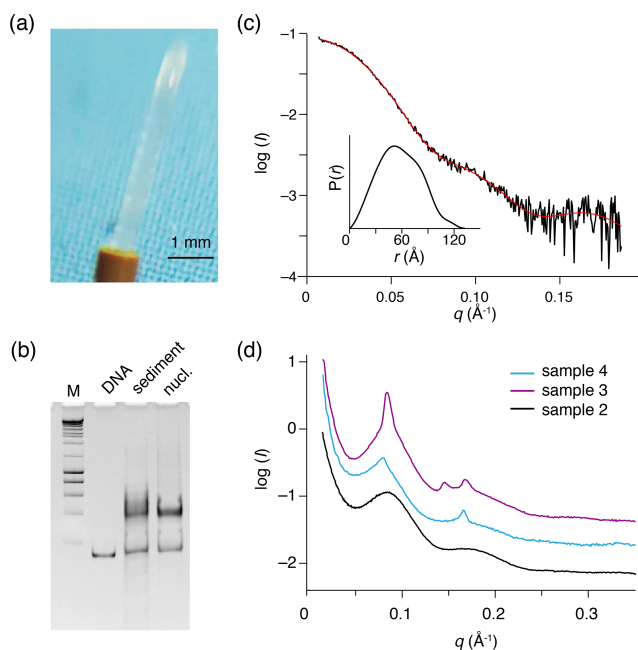 (a)
1 mm
(b)
M
DNA
sediment
nucl.
(c)
−1
−2
−3
−4
log (I)
P(r)
0
60
120
r (Å)
0
0.05
0.10
0.15
q (Å-1)
(d)
1
0
−1
−2
log (I)
sample 4
sample 3
sample 2
0
0.1
0.2
0.3
q (Å-1)